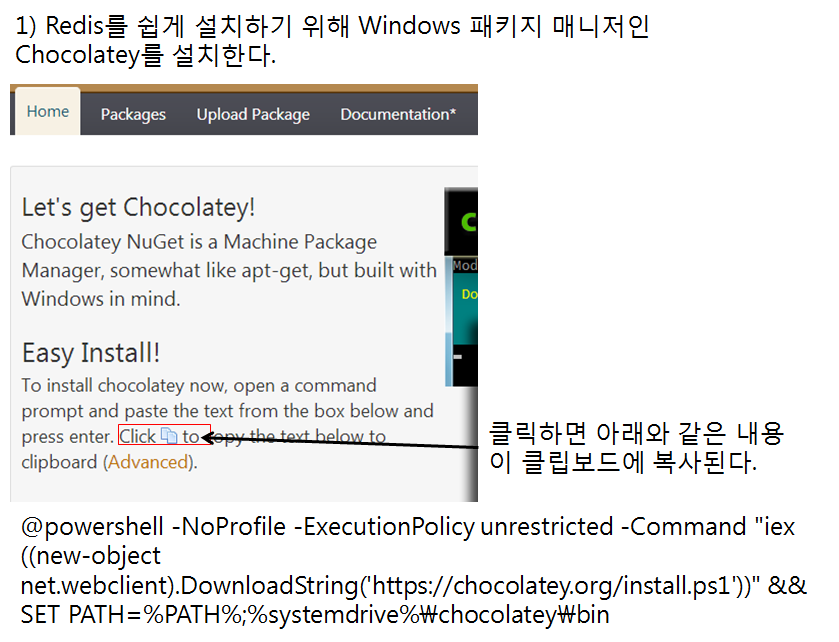 1) Redis를 쉽게 설치하기 위해 Windows 패키지 매니저인
Chocolatey를 설치한다.
Home Packages Upload Package Documentation*
Let's get Chocolatey!
Chocolatey NuGet is a Machine Package
Manager, somewhat like apt-get, but built with
Windows in mind.
Mod
Do
Easy Install!
To install chocolatey now, open a command
prompt and paste the text from the box below and
press enter. Click to copy the text below to
clipboard (Advanced).
클릭하면 아래와 같은 내용
이 클립보드에 복사된다.
@powershell -NoProfile -ExecutionPolicy unrestricted -Command "iex
((new-object
net.webclient).DownloadString('https://chocolatey.org/install.ps1'))" &&
SET PATH=%PATH%;%systemdrive%₩chocolatey₩bin